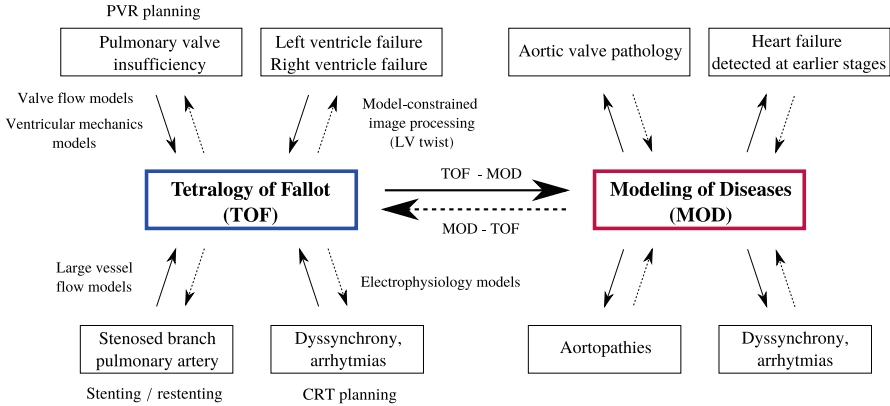 PVR planning
Pulmonary valve
insufficiency
Left ventricle failure
Right ventricle failure
Aortic valve pathology
Heart failure
detected at earlier stages
Valve flow models
Ventricular mechanics
models
Model-constrained
image processing
(LV twist)
Tetralogy of Fallot
(TOF)
TOF - MOD
MOD - TOF
Modeling of Diseases
(MOD)
Large vessel
flow models
Electrophysiology models
Stenosed branch
pulmonary artery
Dyssynchrony,
arrhytmias
Aortopathies
Dyssynchrony,
arrhytmias
Stenting / restenting
CRT planning